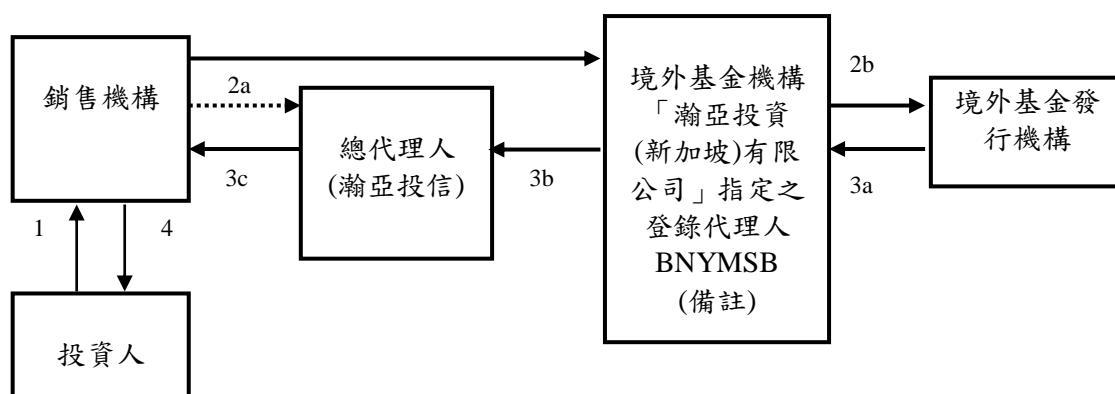 銷售機構
2a
總代理人
(瀚亞投信)
3c
3b
境外基金機構
「瀚亞投資
(新加坡)有限
公司」指定之
登錄代理人
BNYMSB
(備註)
2b
境外基金發
行機構
3a
1
4
投資人